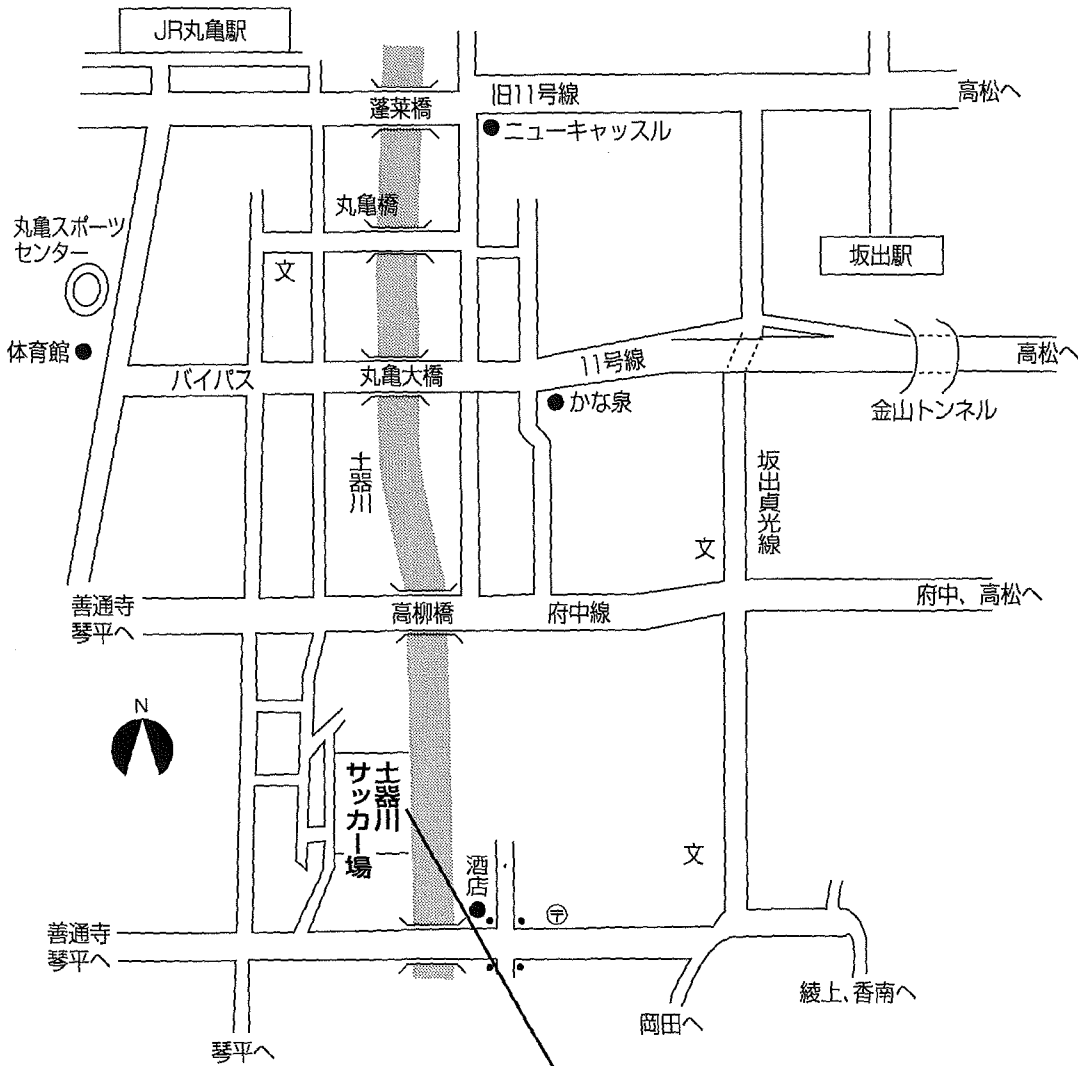 JR丸亀駅
蓬莱橋
旧11号線
高松へ
ニューキャッスル
丸亀橋
丸亀スポーツ
センター
文
坂出駅
体育館
バイパス
丸亀大橋
11号線
高松へ
かな泉
金山トンネル
土器川
坂出貞光線
文
善通寺
琴平へ
高柳橋
府中線
府中、高松へ
N
土器川
サッカー場
文
酒店
〒
善通寺
琴平へ
綾上、香南へ
岡田へ
琴平へ